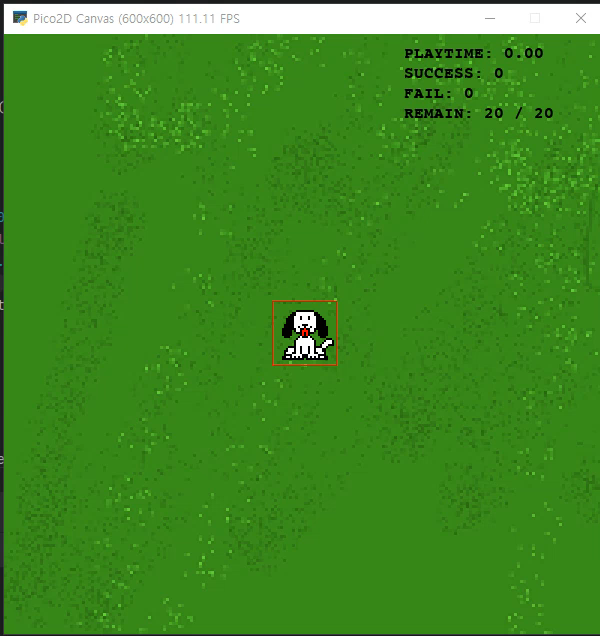 Pico2D Canvas (600x600) 111.11 FPS
PLAYTIME: 0.00
SUCCESS: 0
FAIL: 0
REMAIN: 20 / 20